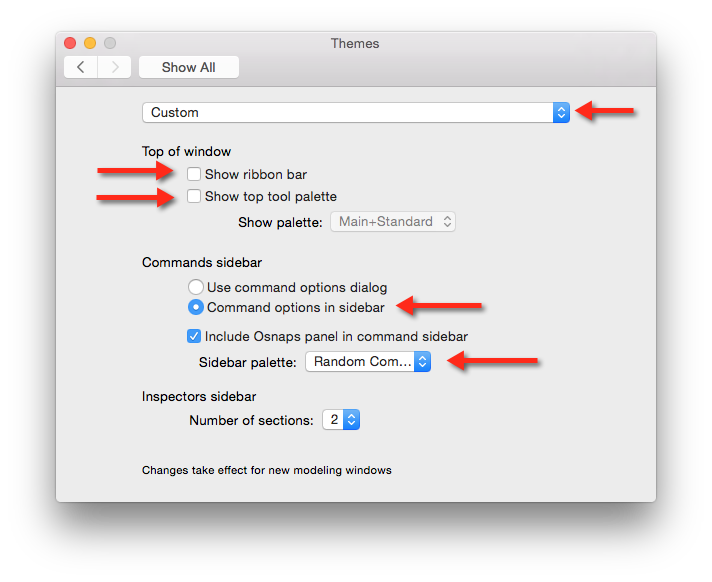 Themes
Show All
Custom
Top of window
Show ribbon bar
Show top tool palette
Show palette: Main+Standard
Commands sidebar
Use command options dialog
Command options in sidebar
Include Osnaps panel in command sidebar
Sidebar palette: Random Com...
Inspectors sidebar
Number of sections: 2
Changes take effect for new modeling windows